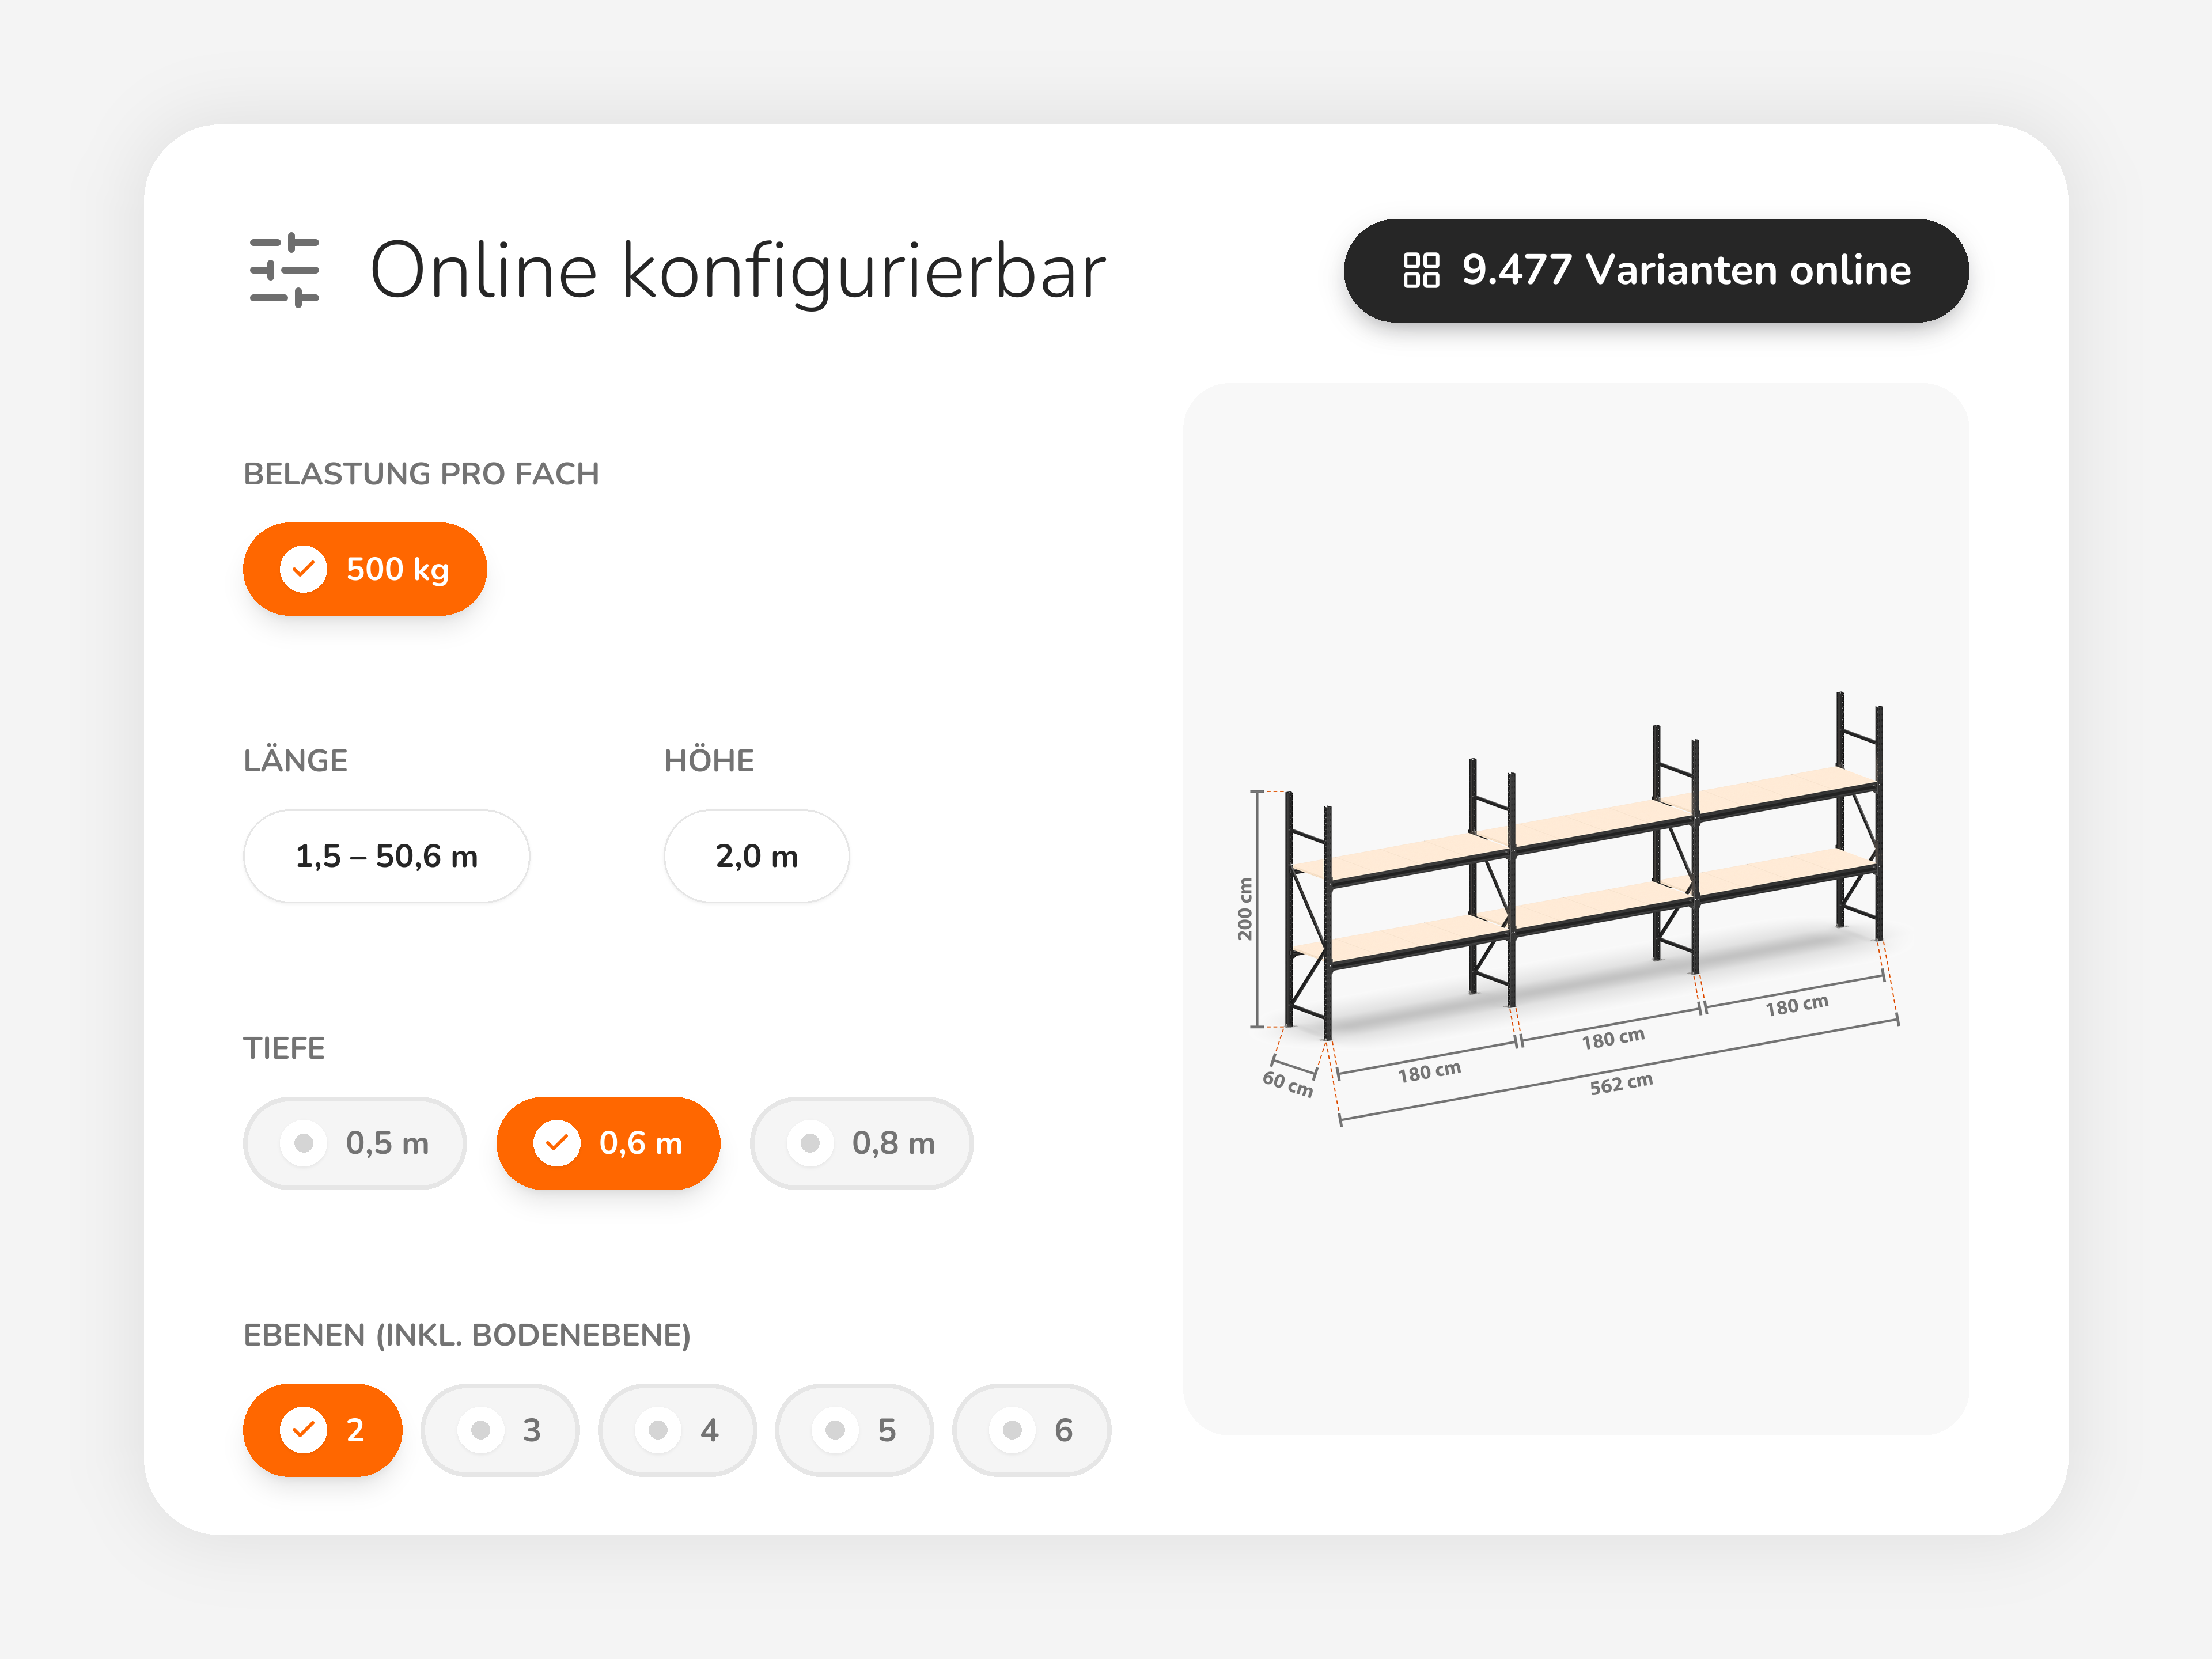 Online konfigurierbar
9.477 Varianten online
BELASTUNG PRO FACH
500 kg
LÄNGE
HÖHE
1,5 – 50,6 m
2,0 m
TIEFE
0,5 m
0,6 m
0,8 m
EBENEN (INKL. BODENEBENE)
2
3
4
5
6
200 cm
60 cm
180 cm
180 cm
180 cm
562 cm